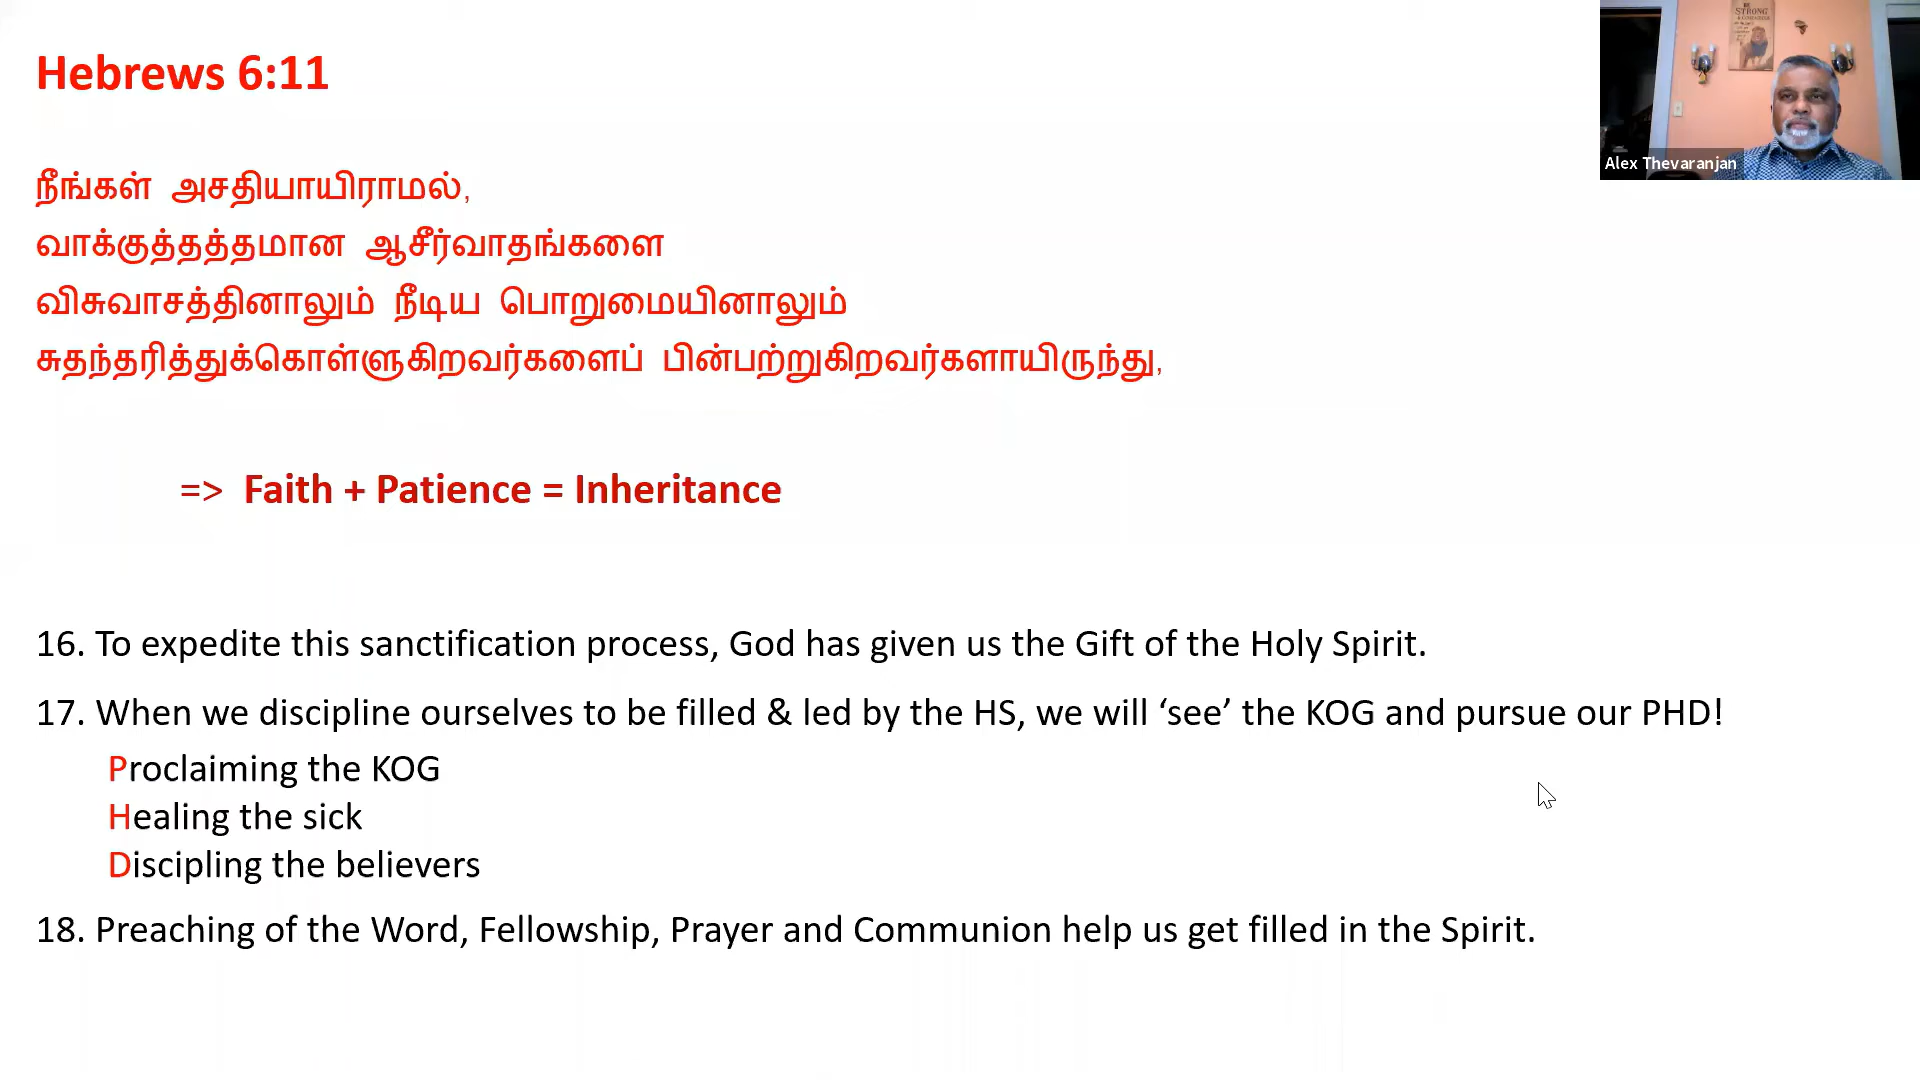 Hebrews 6:11
நீங்கள் அசதியாயிராமல்,
வாக்குத்தத்தமான ஆசீர்வாதங்களை
விசுவாசத்தினாலும் நீடிய பொறுமையினாலும்
சுதந்தரித்துக்கொள்ளுகிறவர்களைப் பின்பற்றுகிறவர்களாயிருந்து,
=> Faith + Patience = Inheritance
16. To expedite this sanctification process, God has given us the Gift of the Holy Spirit.
17. When we discipline ourselves to be filled & led by the HS, we will ‘see’ the KOG and pursue our PHD!
Proclaiming the KOG
Healing the sick
Discipling the believers
18. Preaching of the Word, Fellowship, Prayer and Communion help us get filled in the Spirit.
STRONG
Alex Thevaranjan